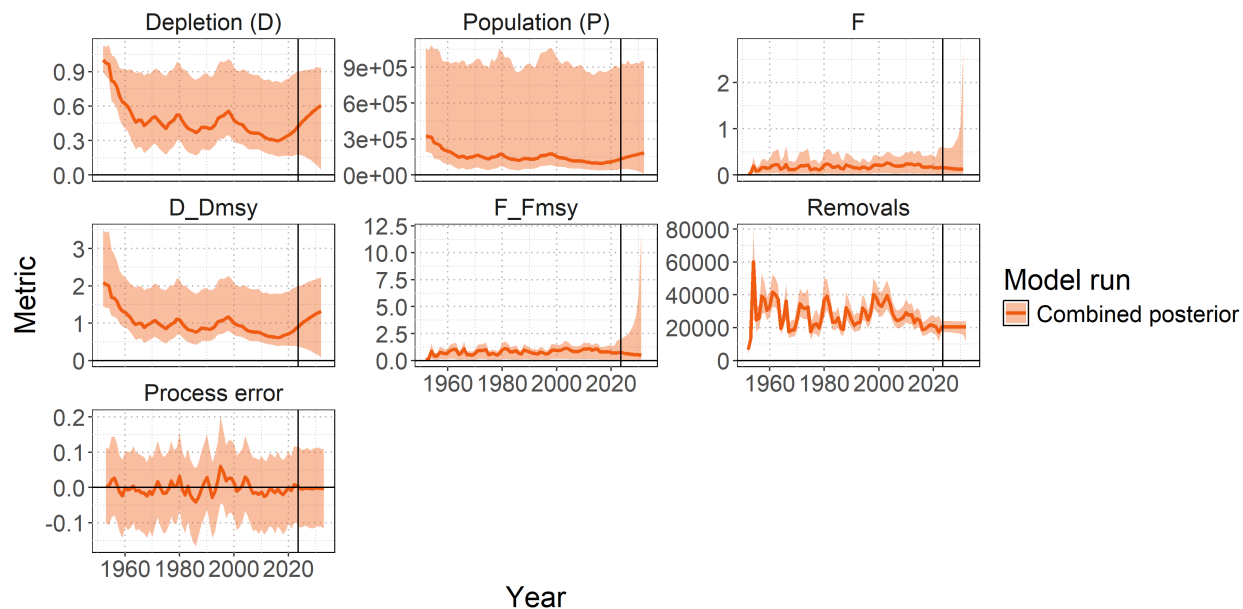 Depletion (D)
Population (P)
F
0.9
0.6
0.3
0.0
9e+05
6e+05
3e+05
0e+00
2
1
0
D_Dmsy
F_Fmsy
Removals
3
2
1
0
12.5
10.0
7.5
5.0
2.5
0.0
80000
60000
40000
20000
0
1960 1980 2000 2020
1960 1980 2000 2020
Process error
0.2
0.1
0.0
-0.1
1960 1980 2000 2020
Metric
Year
Model run
Combined posterior